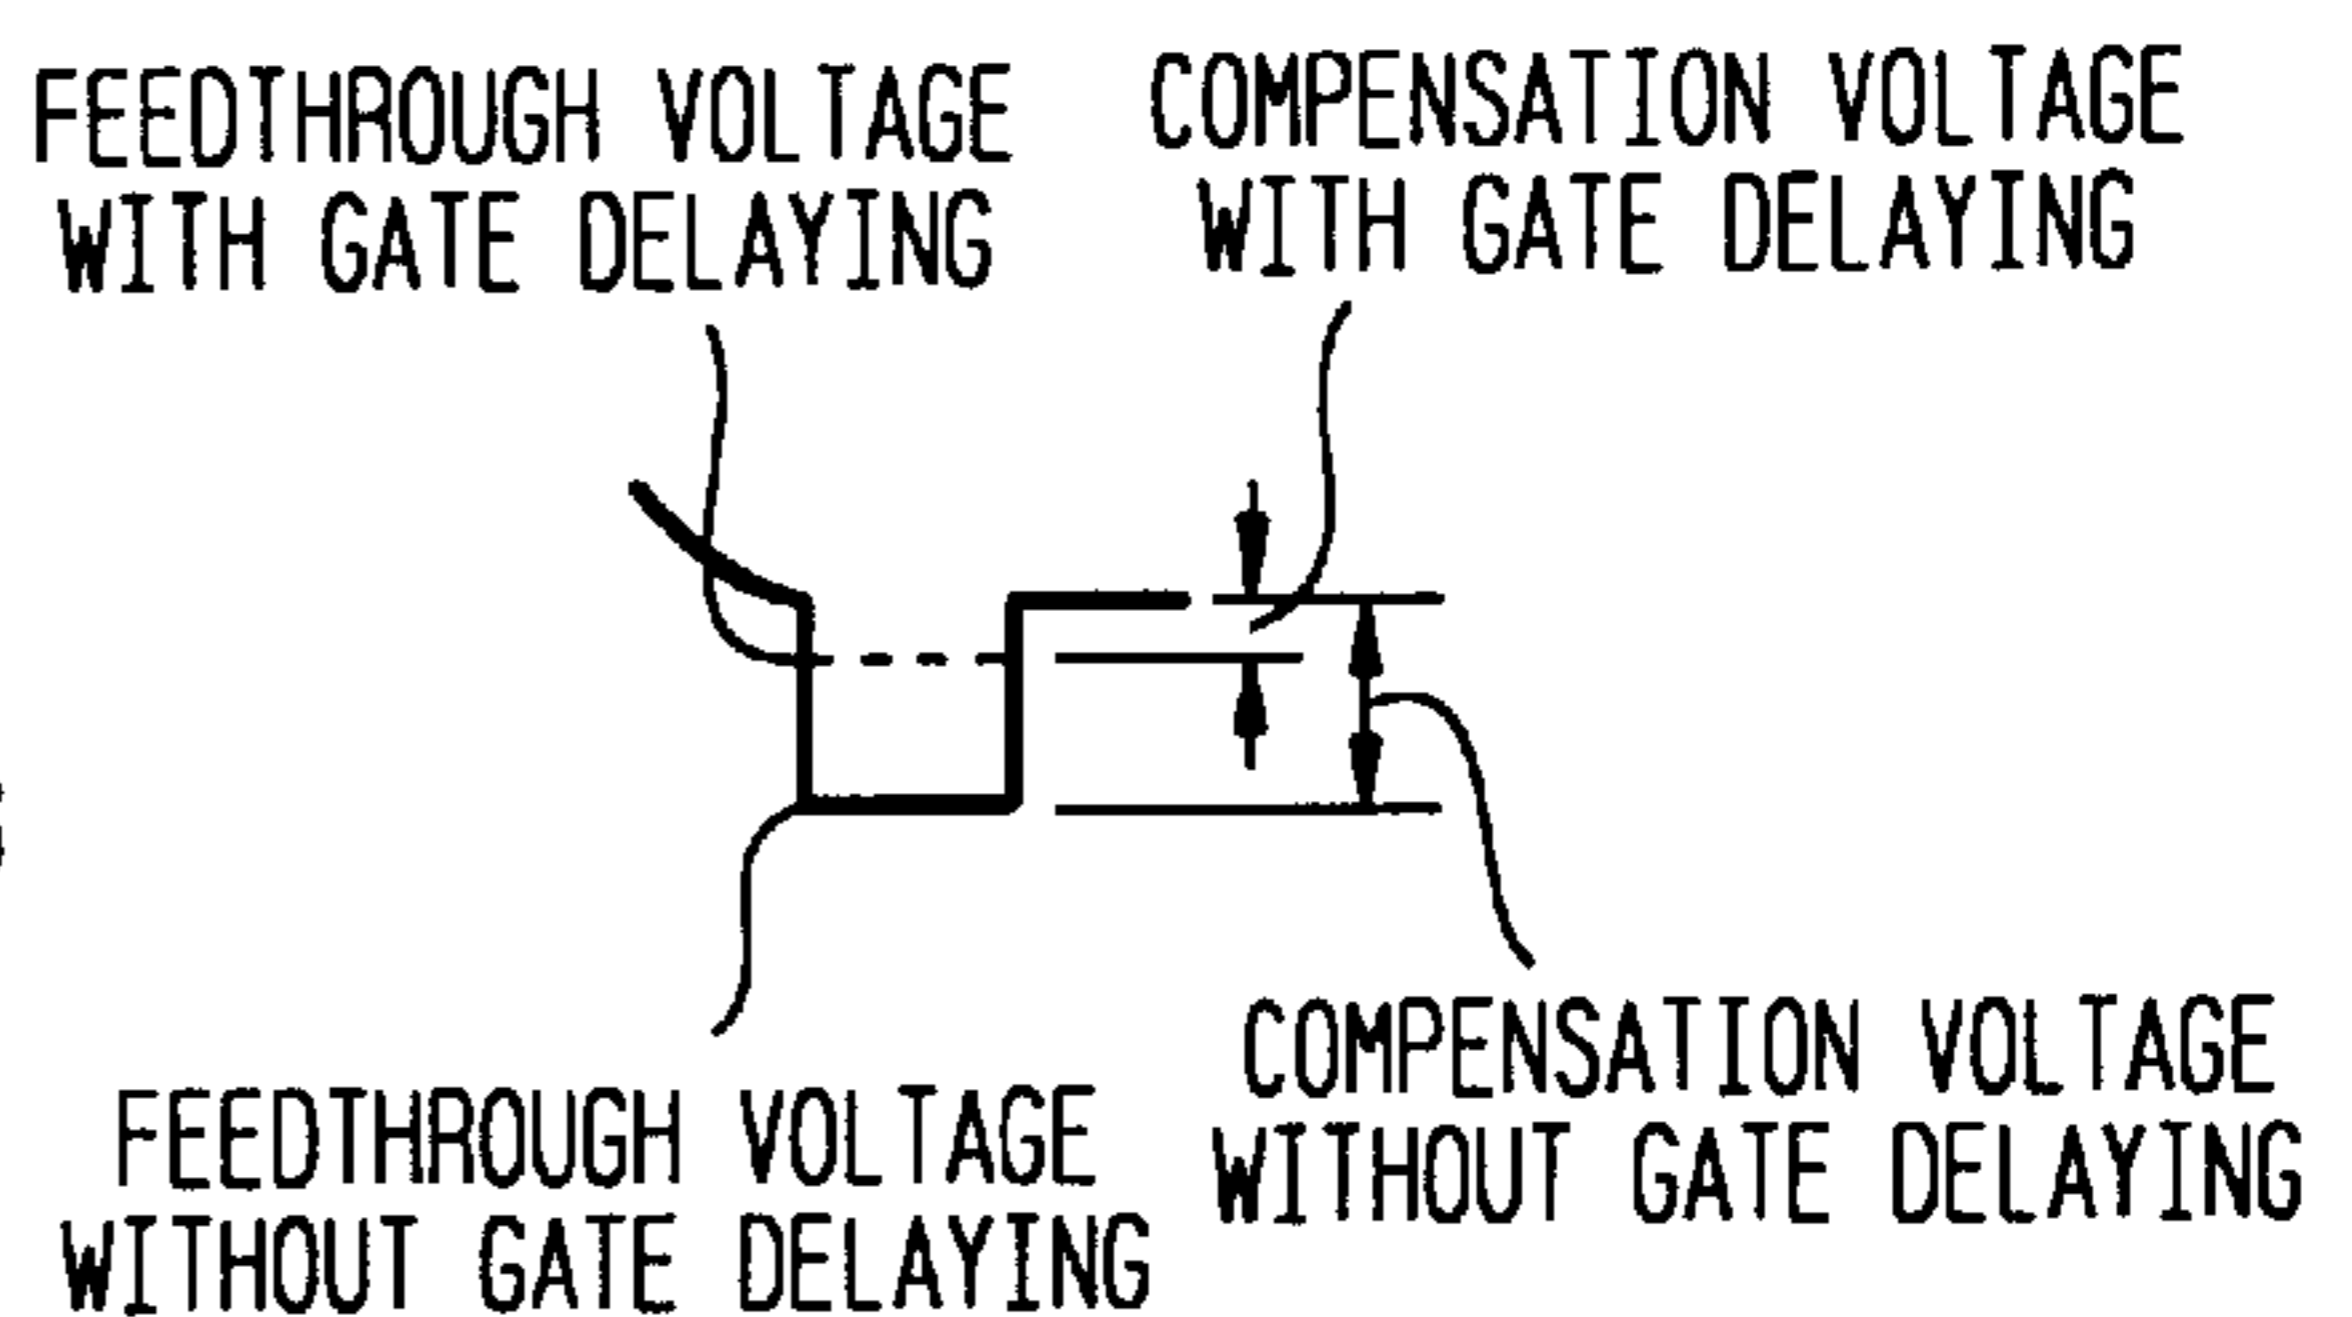 FEEDTHROUGH VOLTAGE
WITH GATE DELAYING
COMPENSATION VOLTAGE
WITH GATE DELAYING
FEEDTHROUGH VOLTAGE
WITHOUT GATE DELAYING
COMPENSATION VOLTAGE
WITHOUT GATE DELAYING